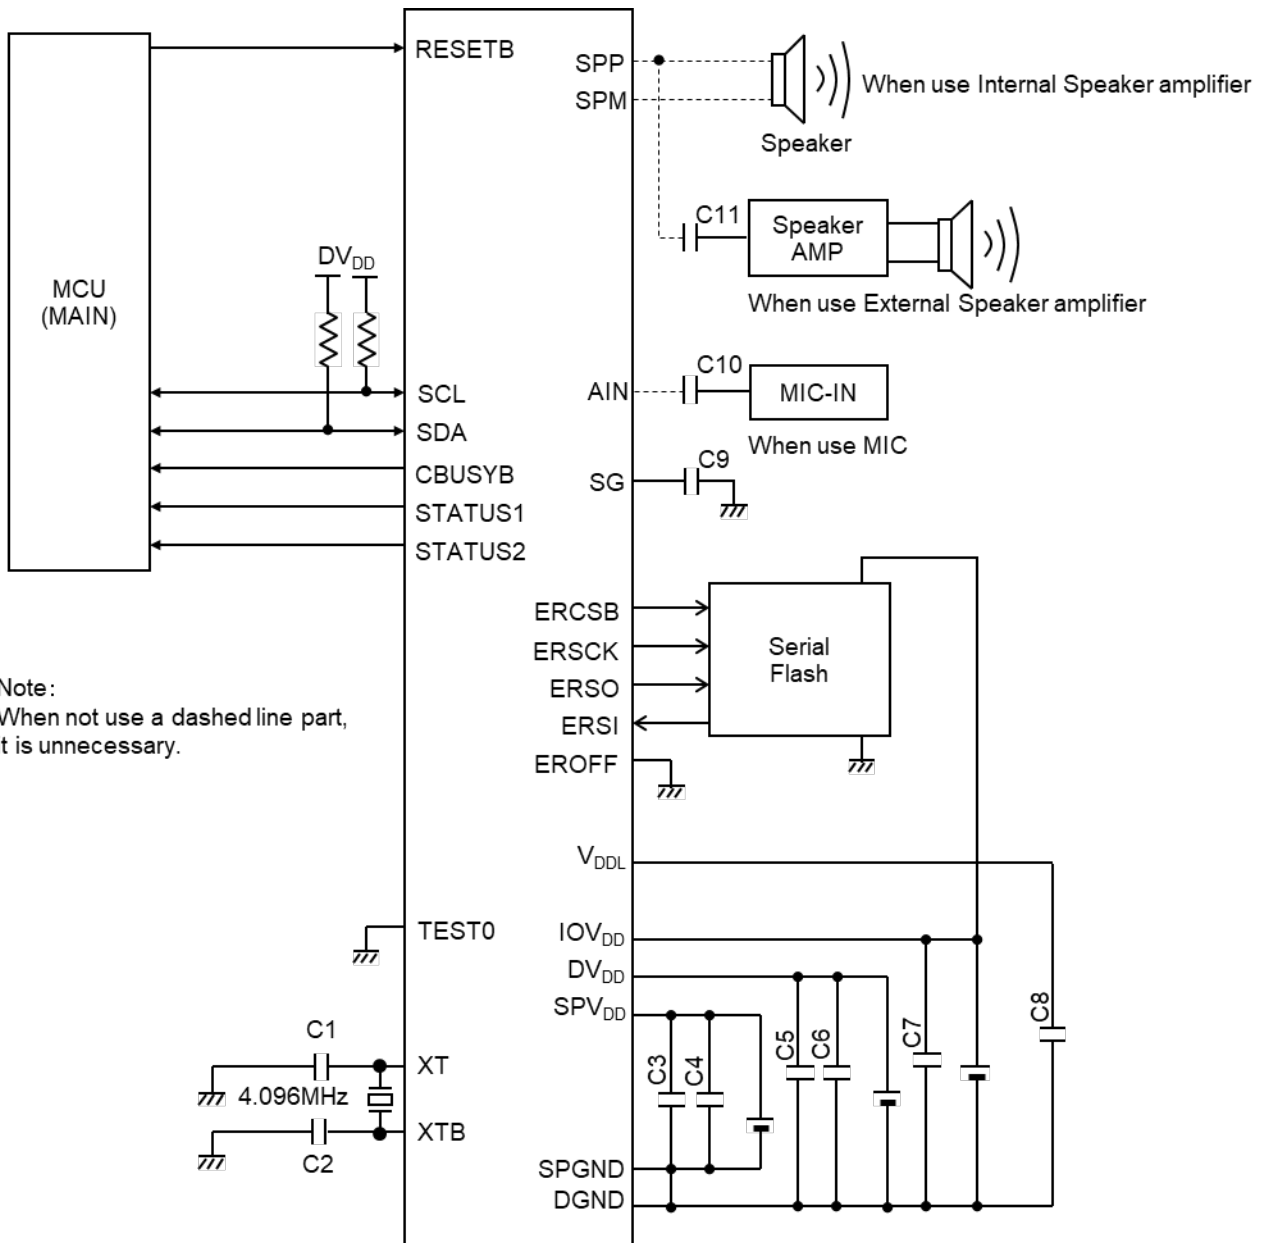 RESETB
SPP
SPM
When use Internal Speaker amplifier
Speaker
C11
Speaker
AMP
When use External Speaker amplifier
MCU
(MAIN)
DVDD
SCL
SDA
CBUSYB
STATUS1
STATUS2
AIN
C10
MIC-IN
When use MIC
SG
C9
ERCSB
ERSCK
ERSO
ERSI
EROFF
Serial
Flash
Note:
When not use a dashed line part,
it is unnecessary.
VDDL
TEST0
IOVDD
DVDD
SPVDD
C3
C4
C5
C6
C7
C8
C1
XT
4.096MHz
XTB
C2
SPGND
DGND